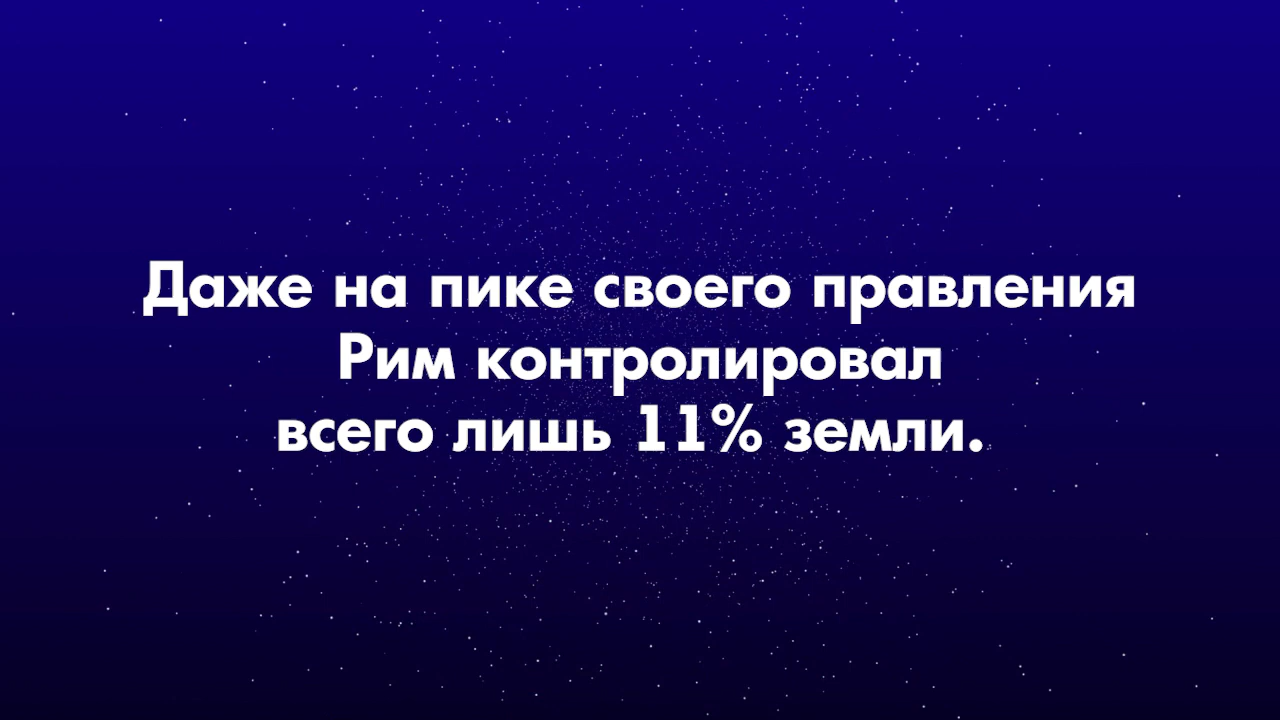 Даже на пике своего правления
Рим контролировал
всего лишь 11% земли.